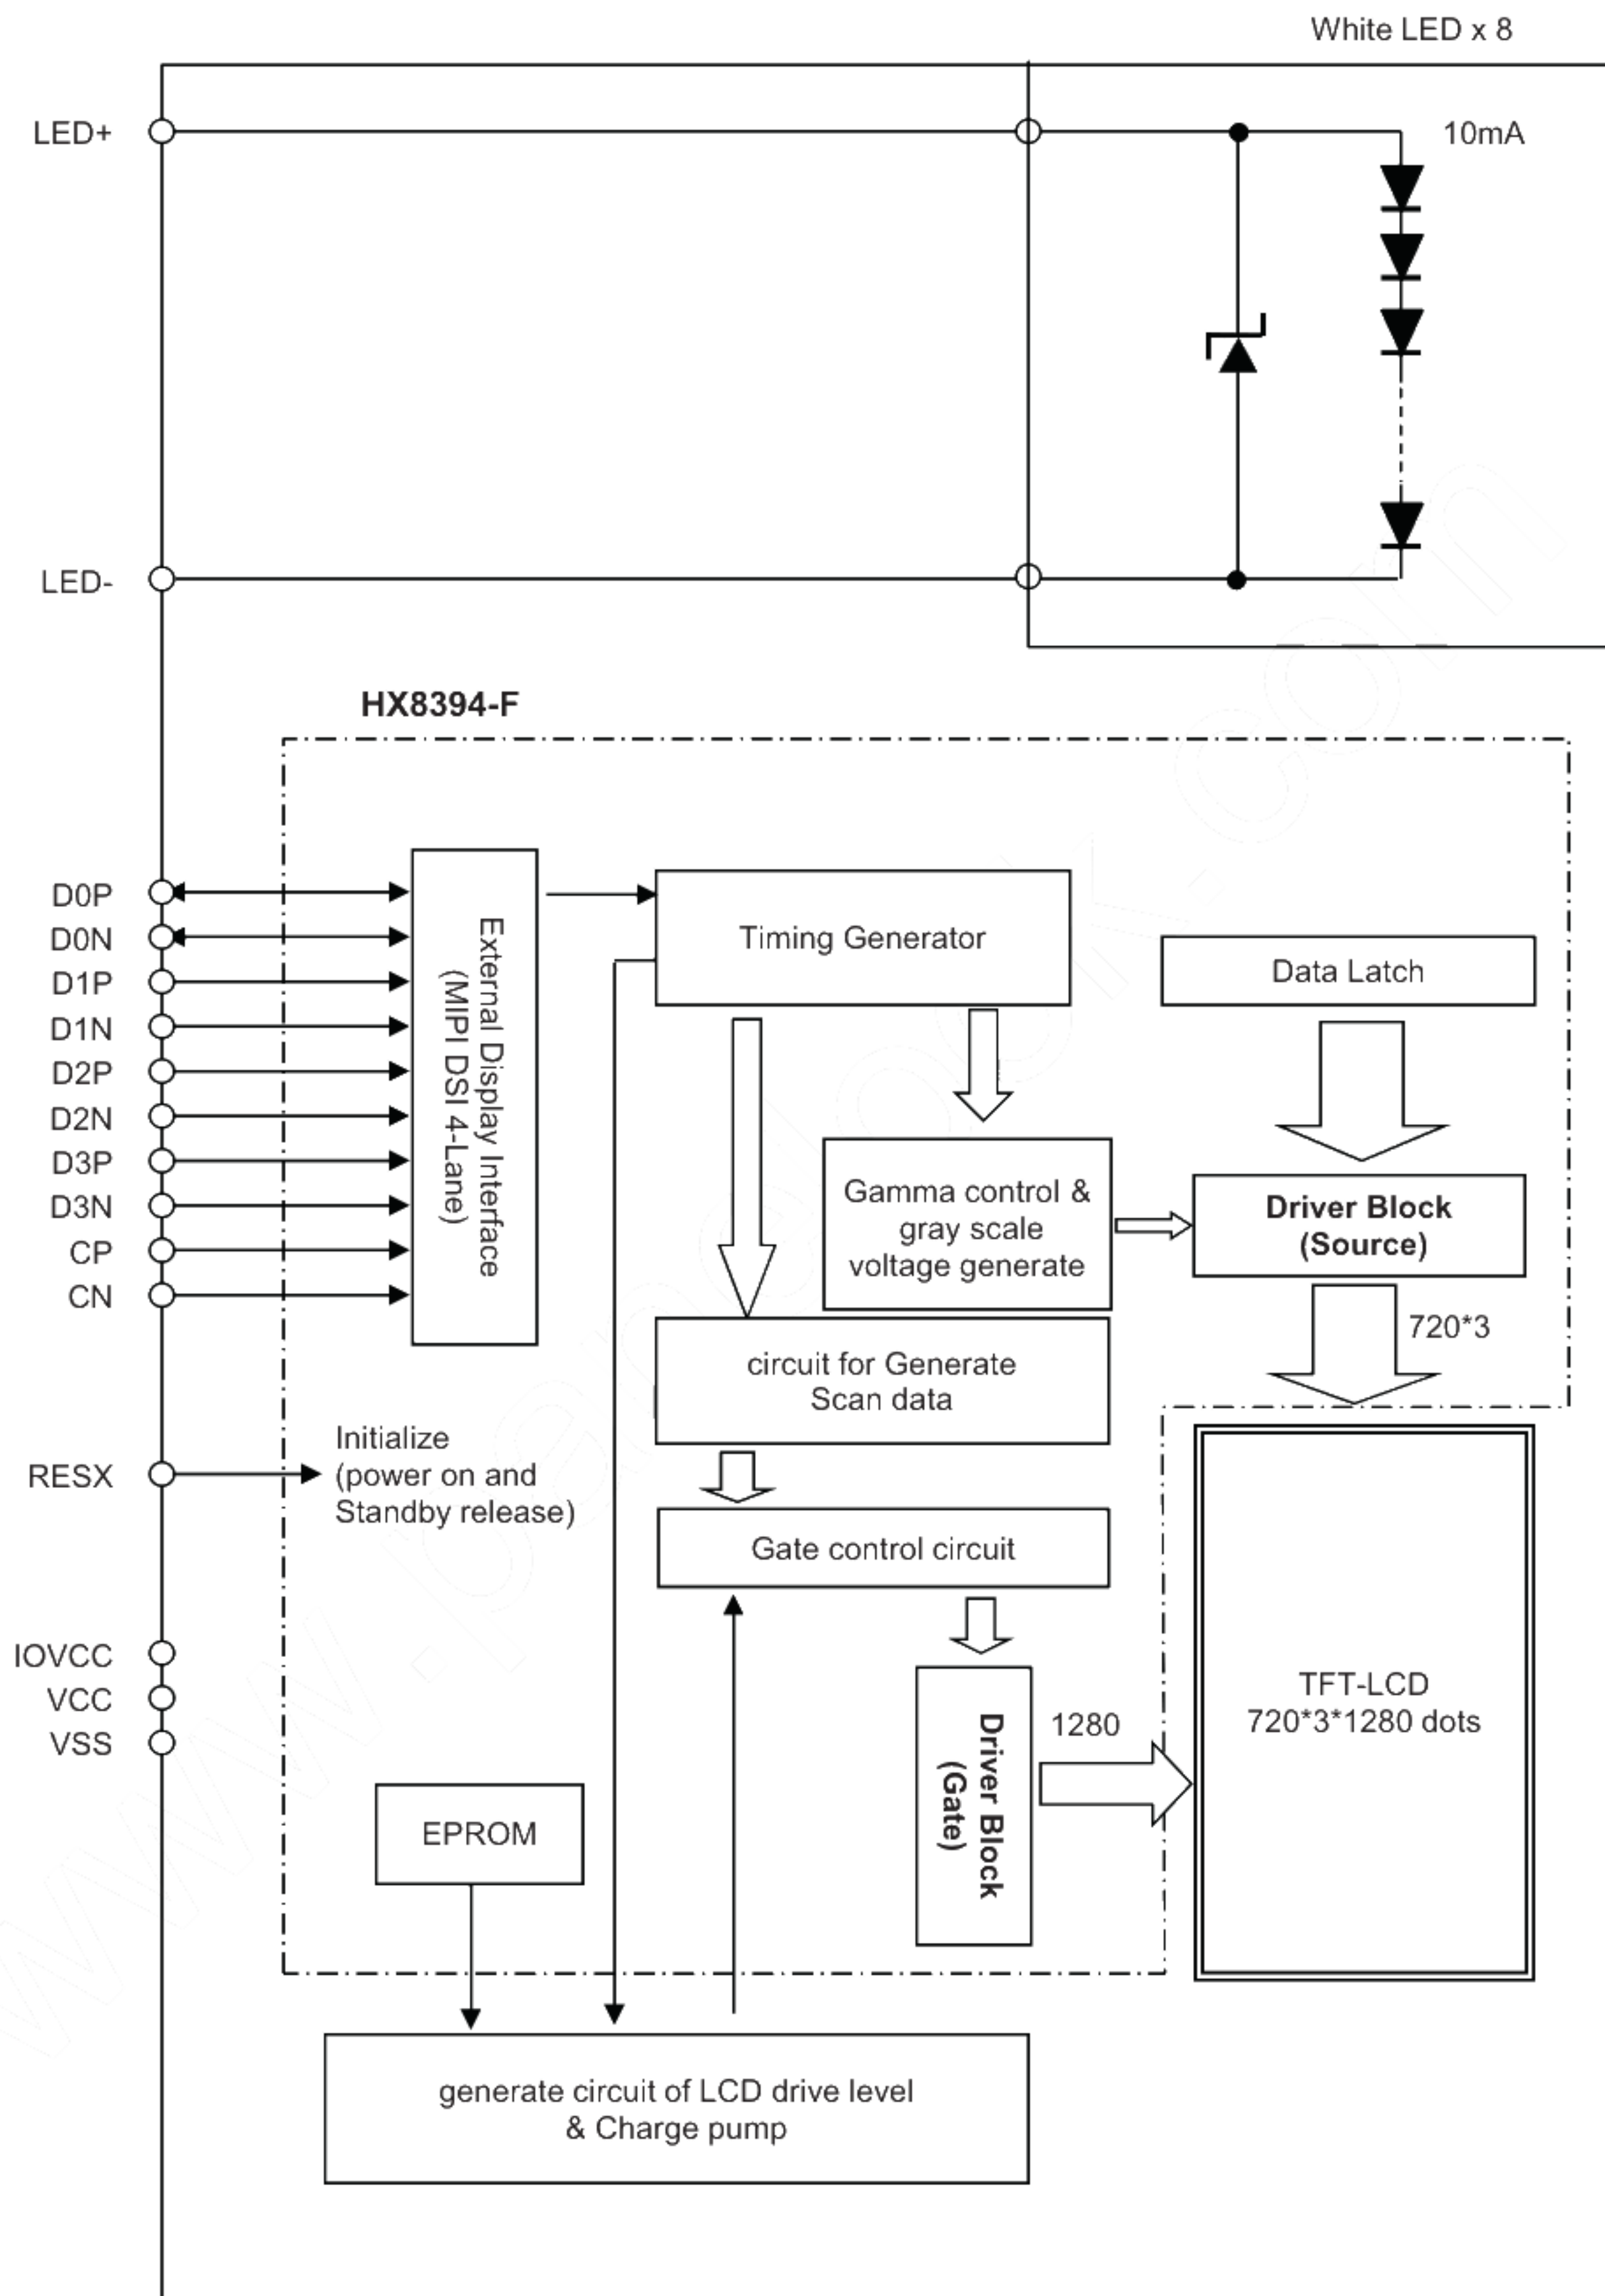 White LED x 8
LED+
10mA
LED-
HX8394-F
D0P
D0N
D1P
D1N
D2P
D2N
D3P
D3N
CP
CN
External Display Interface
(MIPI DSI 4-Lane)
Timing Generator
Data Latch
Gamma control &
gray scale
voltage generate
Driver Block
(Source)
720*3
circuit for Generate
Scan data
RESX
Initialize
(power on and
Standby release)
Gate control circuit
IOVCC
VCC
VSS
Driver Block
(Gate)
1280
TFT-LCD
720*3*1280 dots
EPROM
generate circuit of LCD drive level
& Charge pump